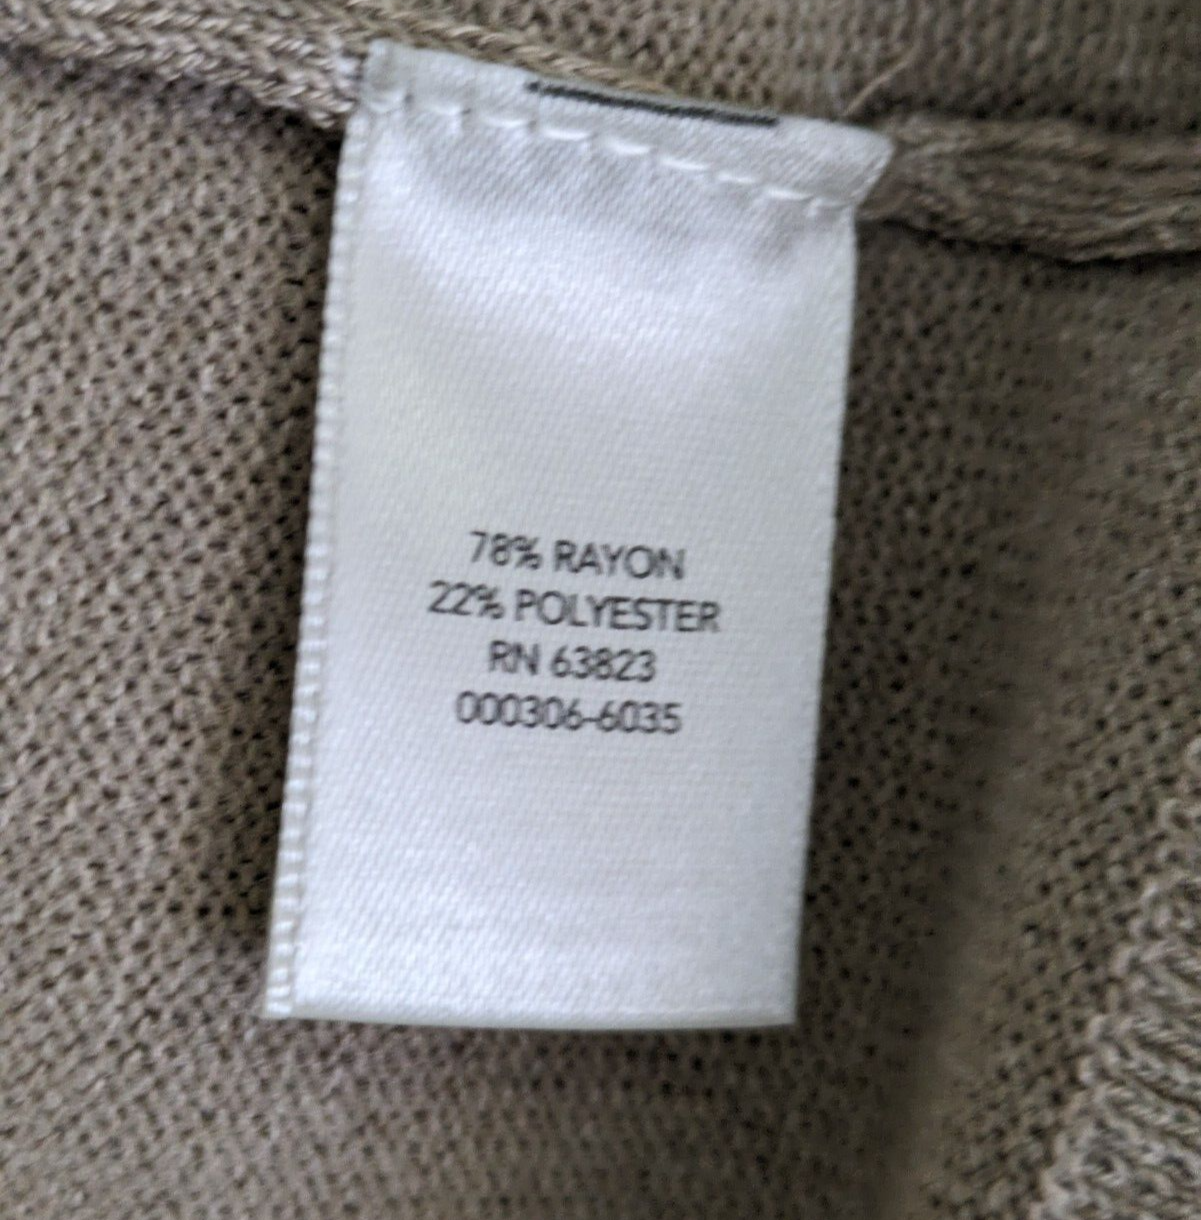 78% RAYON
22% POLYESTER
RN 63823
000306-6035